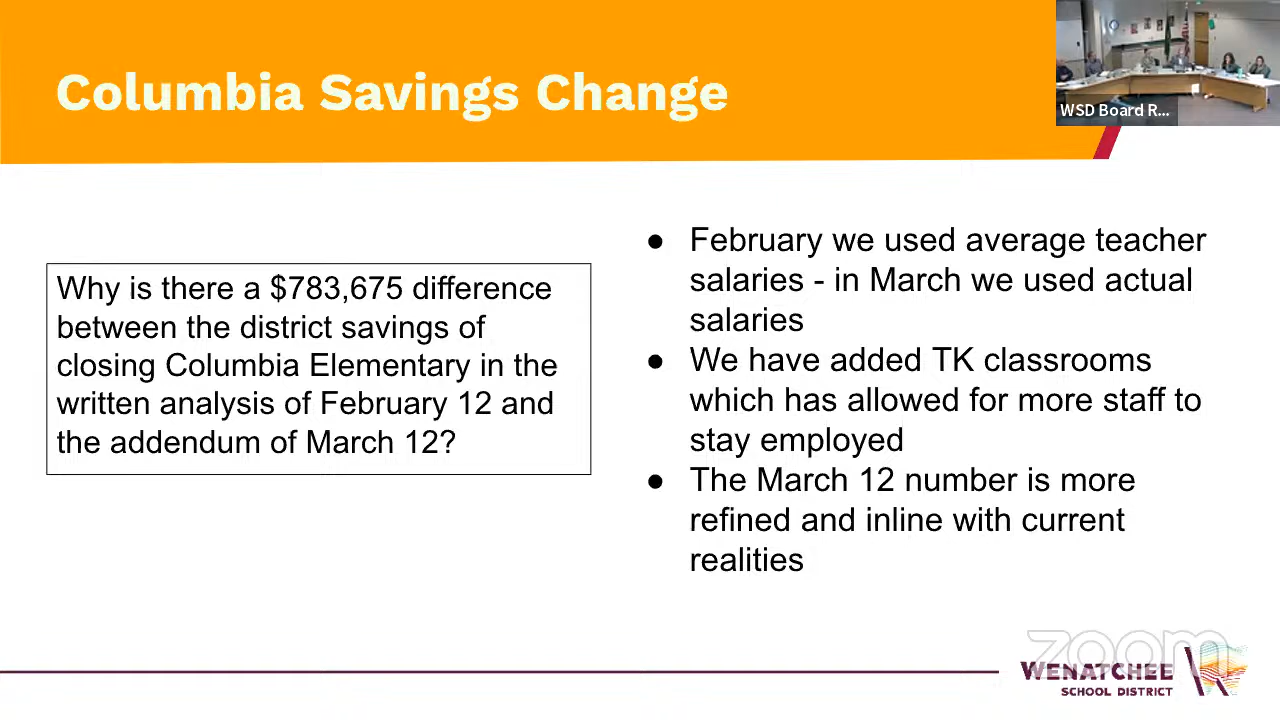 Columbia Savings Change
WSD Board R...
Why is there a $783,675 difference
between the district savings of
closing Columbia Elementary in the
written analysis of February 12 and
the addendum of March 12?
● February we used average teacher
salaries - in March we used actual
salaries
● We have added TK classrooms
which has allowed for more staff to
stay employed
● The March 12 number is more
refined and inline with current
realities
zoom
WENATCHEE
SCHOOL DISTRICT